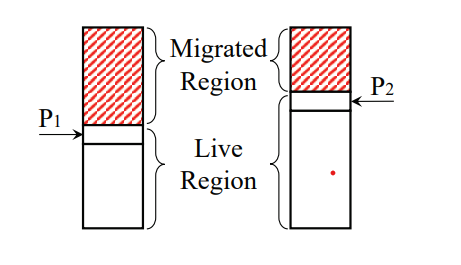 Migrated
Region
P1
P2
Live
Region